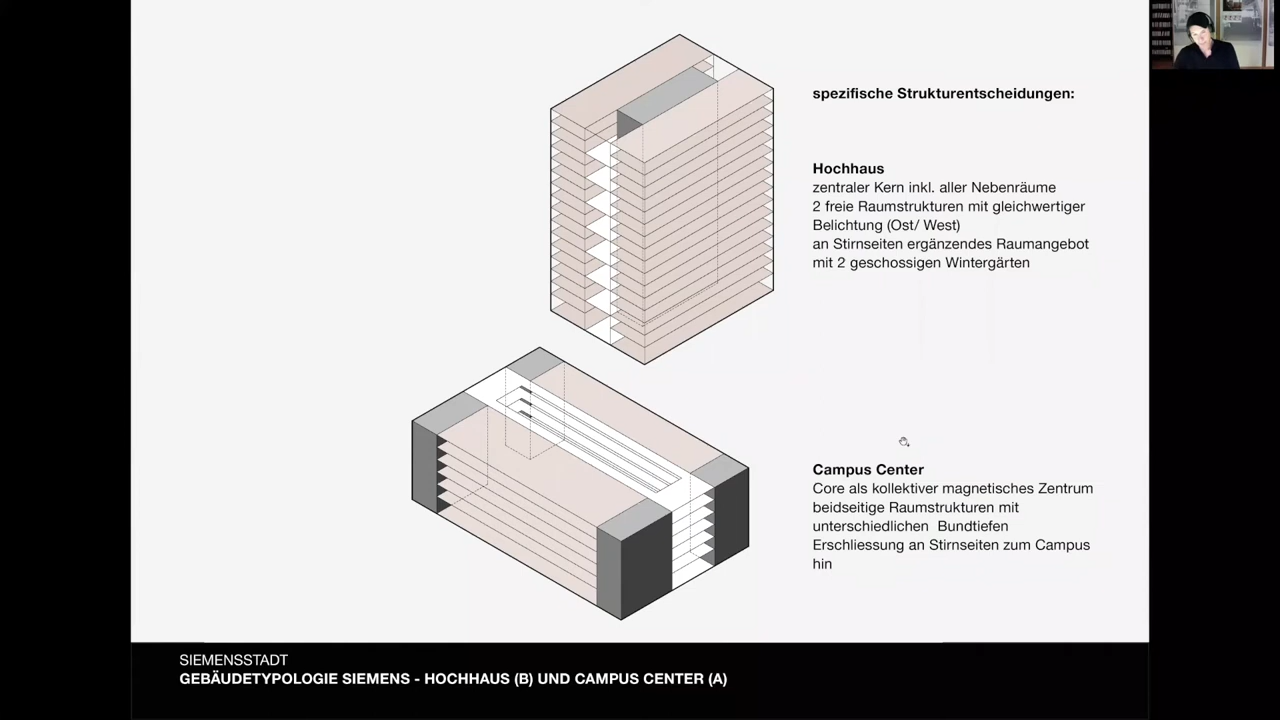 spezifische Strukturentscheidungen:
Hochhaus
zentraler Kern inkl. aller Nebenräume
2 freie Raumstrukturen mit gleichwertiger
Belichtung (Ost/ West)
an Stirnseiten ergänzendes Raumangebot
mit 2 geschossigen Wintergärten
Campus Center
Core als kollektiver magnetisches Zentrum
beidseitige Raumstrukturen mit
unterschiedlichen  Bundtiefen
Erschliessung an Stirnseiten zum Campus
hin
SIEMENSSTADT
GEBÄUDETYPOLOGIE SIEMENS - HOCHHAUS (B) UND CAMPUS CENTER (A)